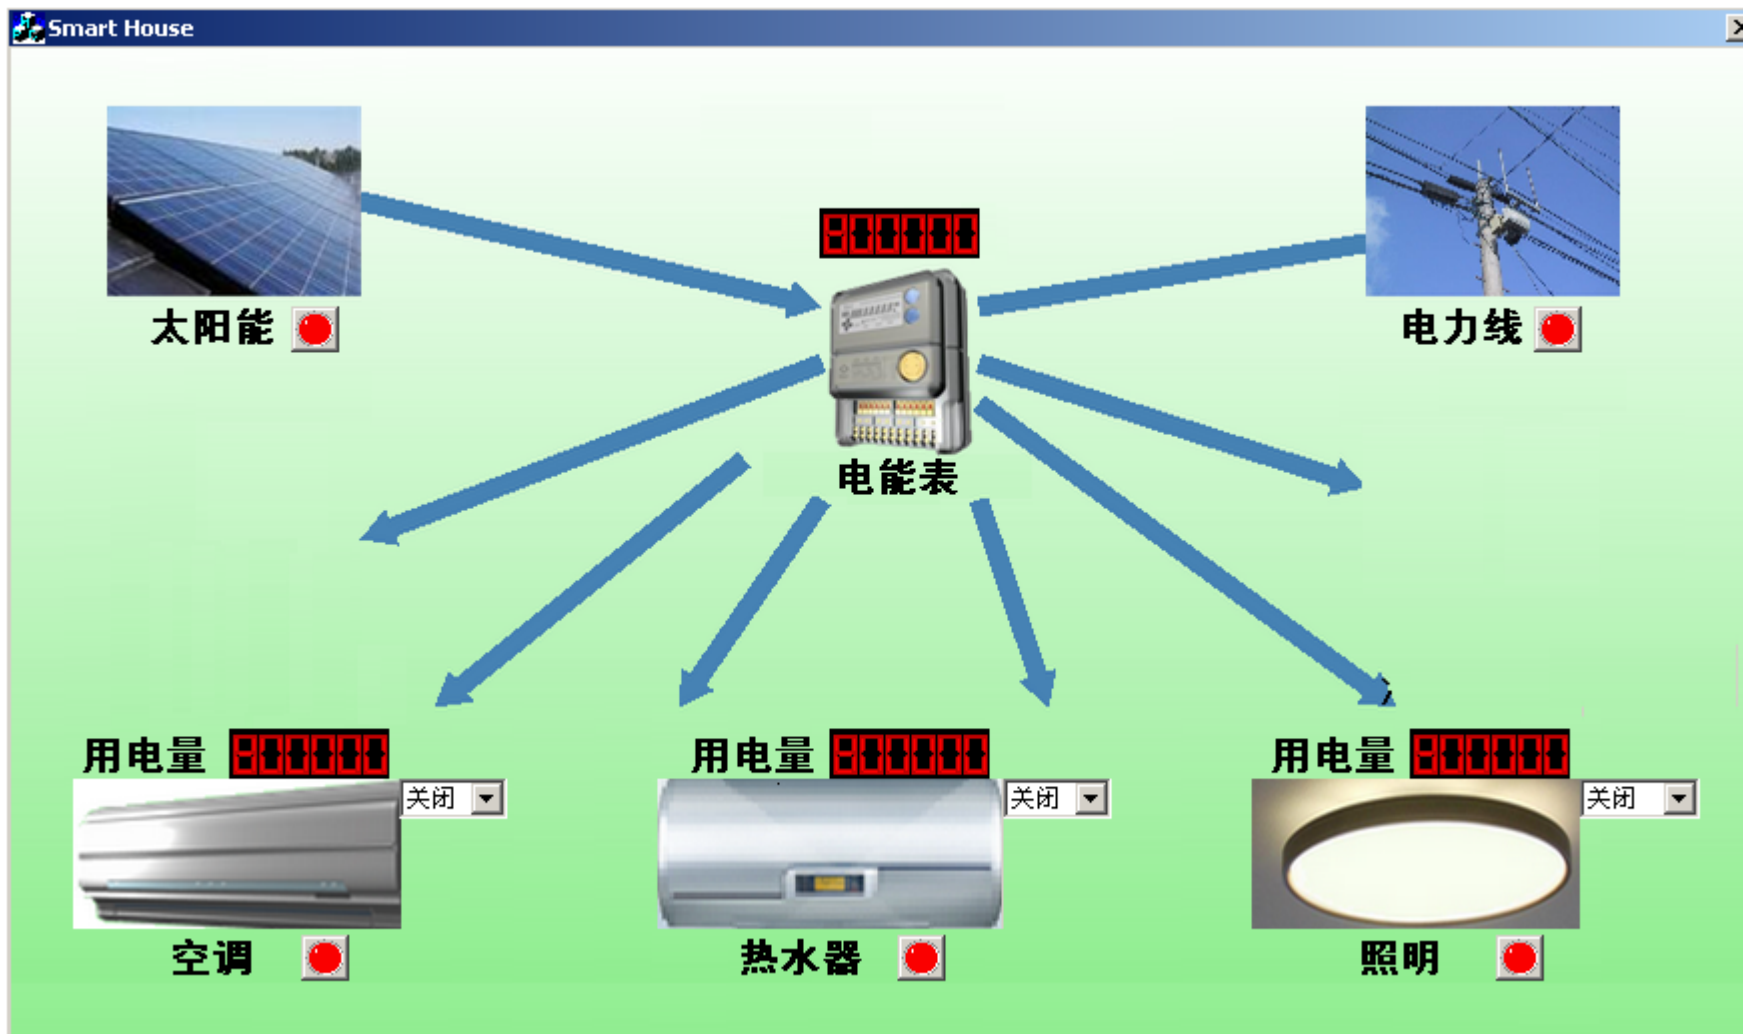 Smart House
太阳能
电力线
电能表
用电量
用电量
用电量
关闭
关闭
关闭
空调
热水器
照明